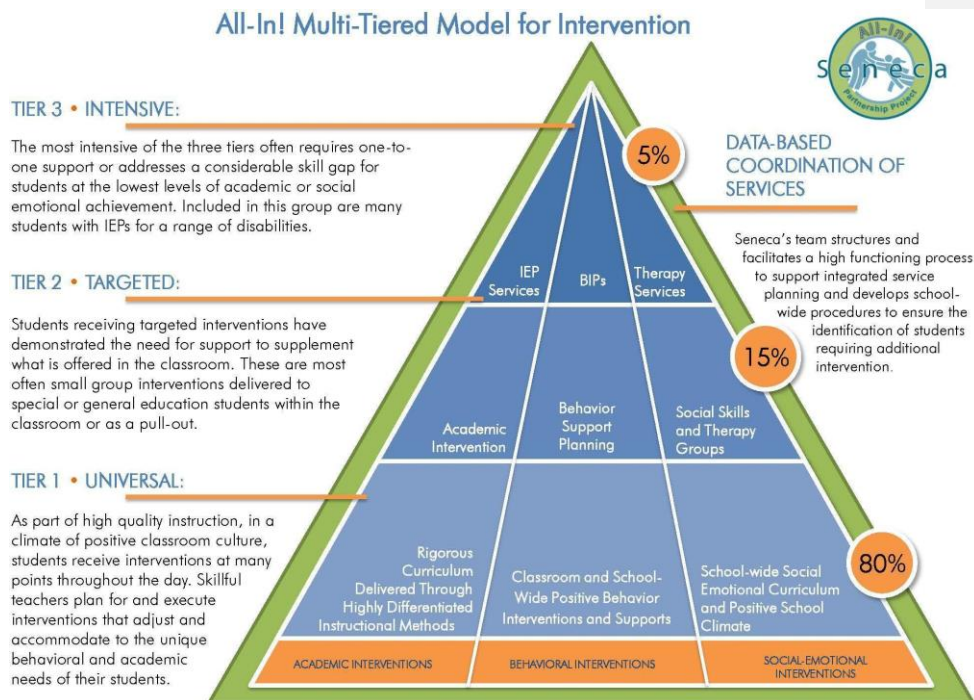 All-In! Multi-Tiered Model for Intervention
All-In!
Seneca
Partnership Project
TIER 3 • INTENSIVE:
The most intensive of the three tiers often requires one-to-
one support or addresses a considerable skill gap for
students at the lowest levels of academic or social
emotional achievement. Included in this group are many
students with IEPs for a range of disabilities.
TIER 2 • TARGETED:
Students receiving targeted interventions have
demonstrated the need for support to supplement
what is offered in the classroom. These are most
often small group interventions delivered to
special or general education students within the
classroom or as a pull-out.
TIER 1 • UNIVERSAL:
As part of high quality instruction, in a
climate of positive classroom culture,
students receive interventions at many
points throughout the day. Skillful
teachers plan for and execute
interventions that adjust and
accommodate to the unique
behavioral and academic
needs of their students.
5%
IEP
Services
BIPs
Therapy
Services
15%
Academic
Intervention
Behavior
Support
Planning
Social Skills
and Therapy
Groups
80%
Rigorous
Curriculum
Delivered Through
Highly Differentiated
Instructional Methods
Classroom and School-
Wide Positive Behavior
Interventions and Supports
School-wide Social
Emotional Curriculum
and Positive School
Climate
ACADEMIC INTERVENTIONS
BEHAVIORAL INTERVENTIONS
SOCIAL-EMOTIONAL
INTERVENTIONS
DATA-BASED
COORDINATION OF
SERVICES
Seneca's team structures and
facilitates a high functioning process
to support integrated service
planning and develops school-
wide procedures to ensure the
identification of students
requiring additional
intervention.